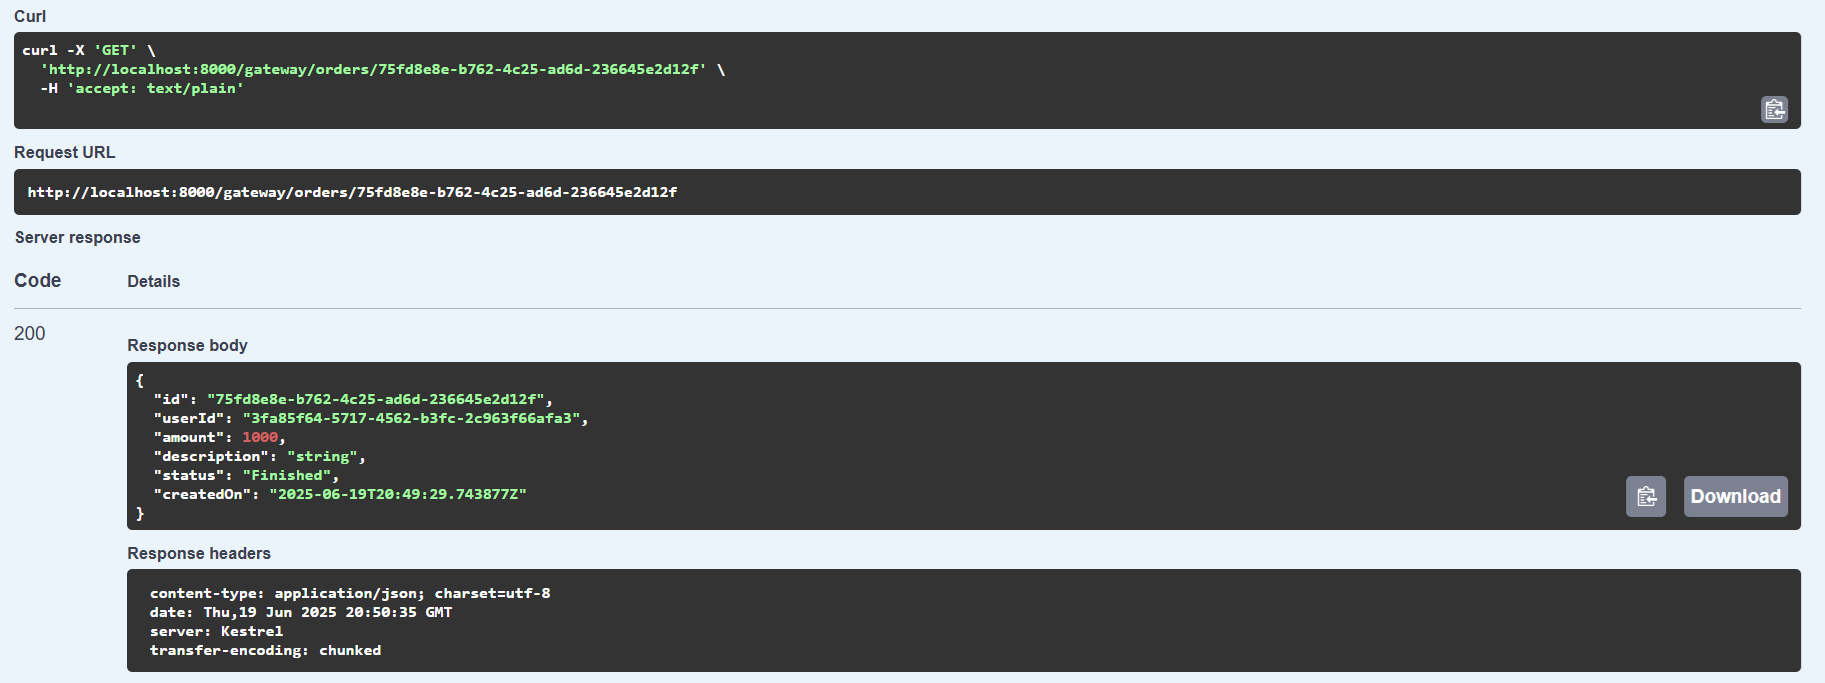 Curl
curl -X 'GET' \
  'http://localhost:8000/gateway/orders/75fd8e8e-b762-4c25-ad6d-236645e2d12f' \
  -H 'accept: text/plain'
Request URL
http://localhost:8000/gateway/orders/75fd8e8e-b762-4c25-ad6d-236645e2d12f
Server response
Code Details
200
Response body
{
  "id": "75fd8e8e-b762-4c25-ad6d-236645e2d12f",
  "userId": "3fa85f64-5717-4562-b3fc-2c963f66afa3",
  "amount": 1000,
  "description": "string",
  "status": "Finished",
  "createdOn": "2025-06-19T20:49:29.743877Z"
}
Download
Response headers
content-type: application/json; charset=utf-8
date: Thu,19 Jun 2025 20:50:35 GMT
server: Kestrel
transfer-encoding: chunked